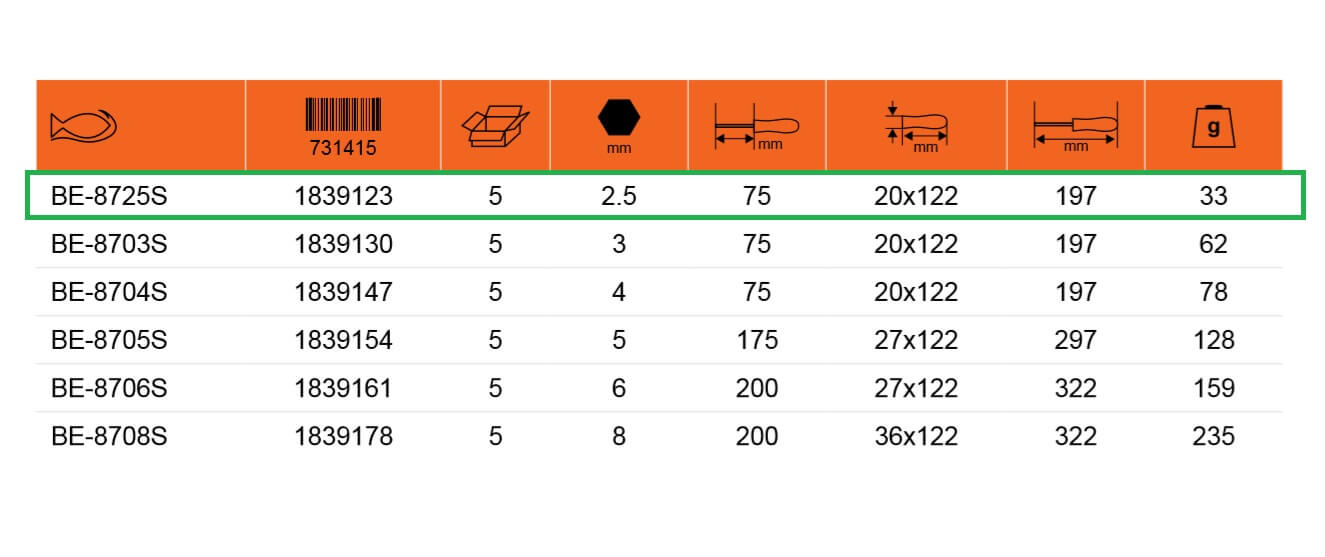 731415 mm mm mm mm g
BE-8725S 1839123 5 2.5 75 20x122 197 33
BE-8703S 1839130 5 3 75 20x122 197 62
BE-8704S 1839147 5 4 75 20x122 197 78
BE-8705S 1839154 5 5 175 27x122 297 128
BE-8706S 1839161 5 6 200 27x122 322 159
BE-8708S 1839178 5 8 200 36x122 322 235